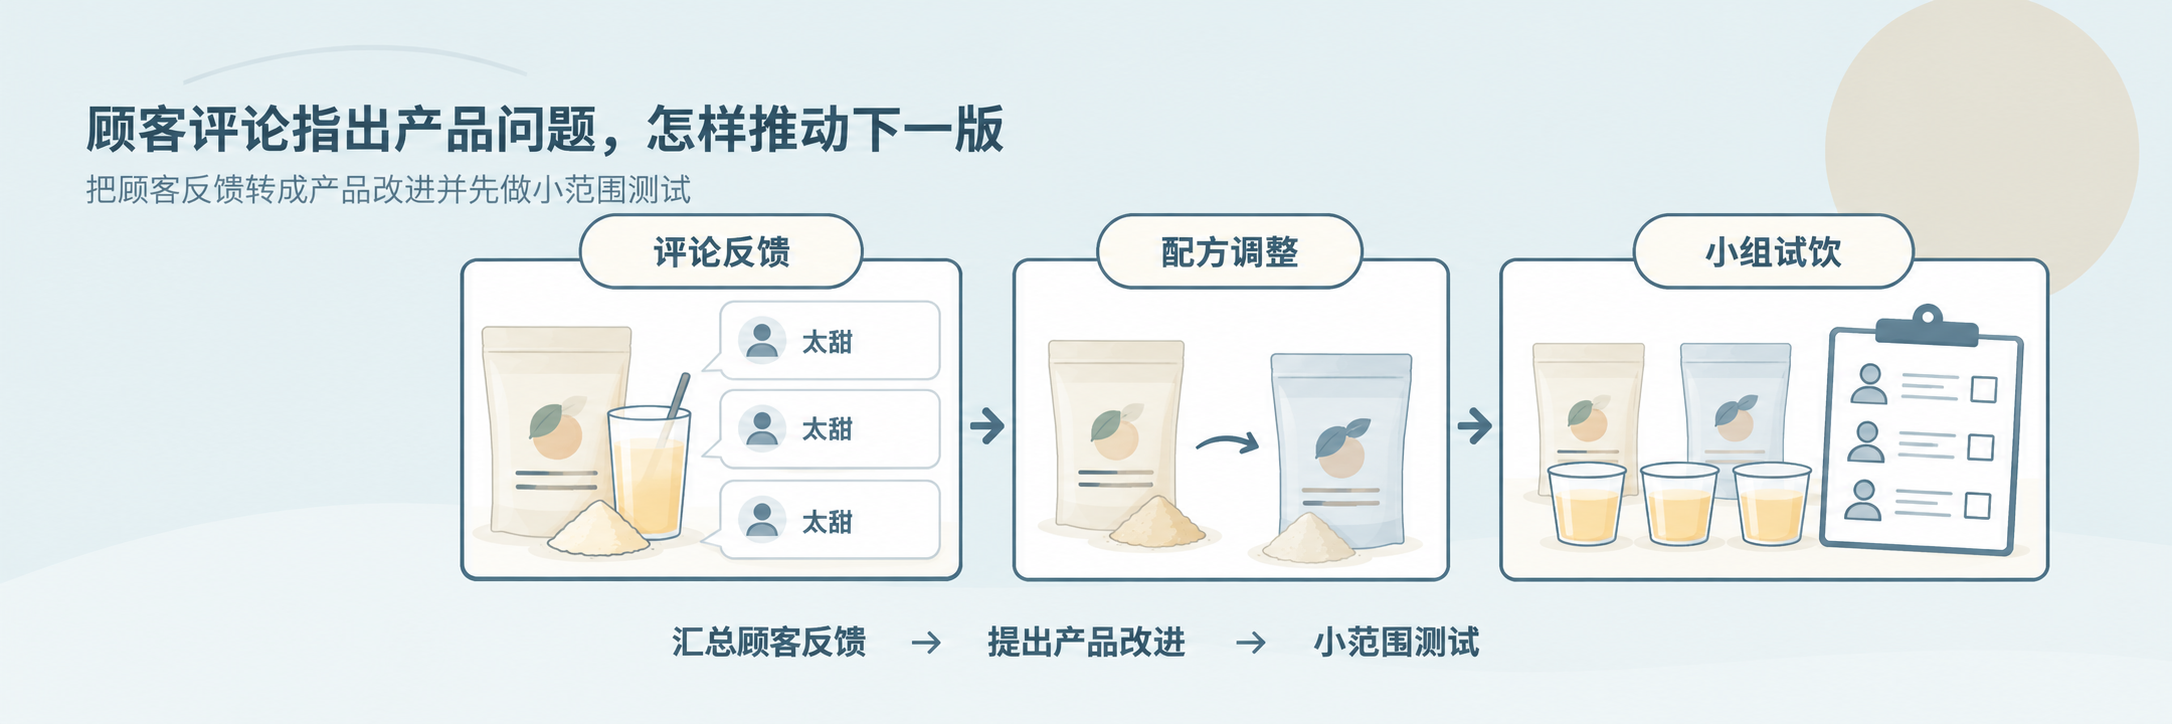 顾客评论指出产品问题，怎样推动下一版
把顾客反馈转成产品改进并先做小范围测试
评论反馈
太甜
太甜
太甜
配方调整
小组试饮
汇总顾客反馈 → 提出产品改进 → 小范围测试